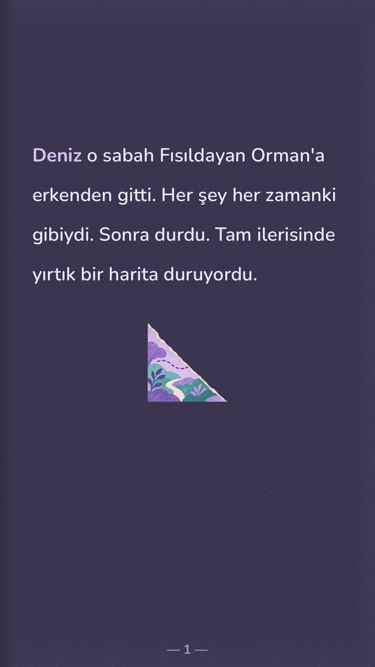 Deniz o sabah Fısıldayan Orman'a
erkenden gitti. Her şey her zamanki
gibiydi. Sonra durdu. Tam ilerisinde
yırtık bir harita duruyordu.
— 1 —